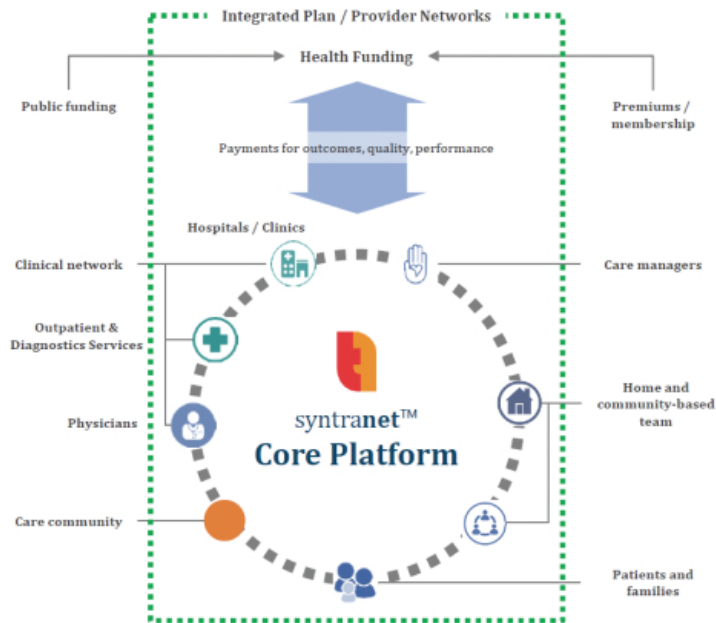 Integrated Plan / Provider Networks
Health Funding
Public funding
Premiums /
membership
Payments for outcomes, quality, performance
Hospitals / Clinics
Clinical network
Care managers
Outpatient &
Diagnostics Services
Home and
community-based
team
Physicians
syntranet™
Core Platform
Care community
Patients and
families